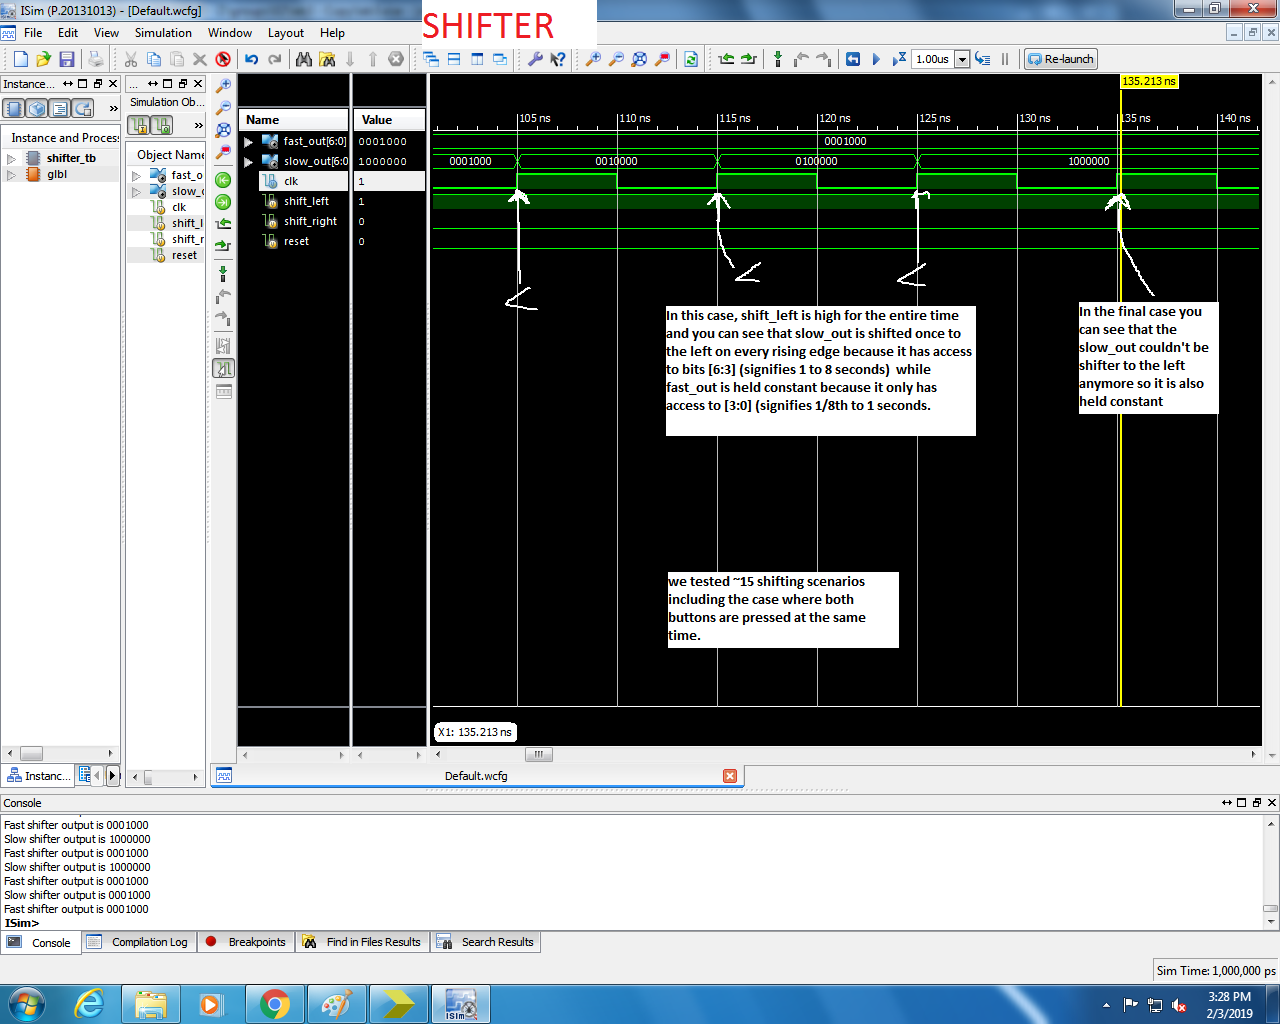 ISim (P.20131013) - [Default.wcfg]
SHIFTER
File Edit View Simulation Window Layout Help
1.00us Re-launch
Instance...
Instance and Process
shifter_tb
glbl
...
Simulation Ob...
Object Name
fast_o
slow_o
clk
shift_l
shift_r
reset
Name Value
fast_out[6:0] 0001000
slow_out[6:0 1000000
clk 1
shift_left 1
shift_right 0
reset 0
135.213 ns
105 ns 110 ns 115 ns 120 ns 125 ns 130 ns 135 ns 140 ns
0001000
0001000 0010000 0100000 1000000
In this case, shift_left is high for the entire time
and you can see that slow_out is shifted once to
the left on every rising edge because it has access
to bits [6:3] (signifies 1 to 8 seconds) while
fast_out is held constant because it only has
access to [3:0] (signifies 1/8th to 1 seconds.
In the final case you
can see that the
slow_out couldn't be
shifter to the left
anymore so it is also
held constant
we tested ~15 shifting scenarios
including the case where both
buttons are pressed at the same
time.
X1: 135.213 ns
Instanc...
Default.wcfg
Console
Fast shifter output is 0001000
Slow shifter output is 1000000
Fast shifter output is 0001000
Slow shifter output is 1000000
Fast shifter output is 0001000
Slow shifter output is 0001000
Fast shifter output is 0001000
ISim>
Console Compilation Log Breakpoints Find in Files Results Search Results
Sim Time: 1,000,000 ps
ISim
3:28 PM
2/3/2019